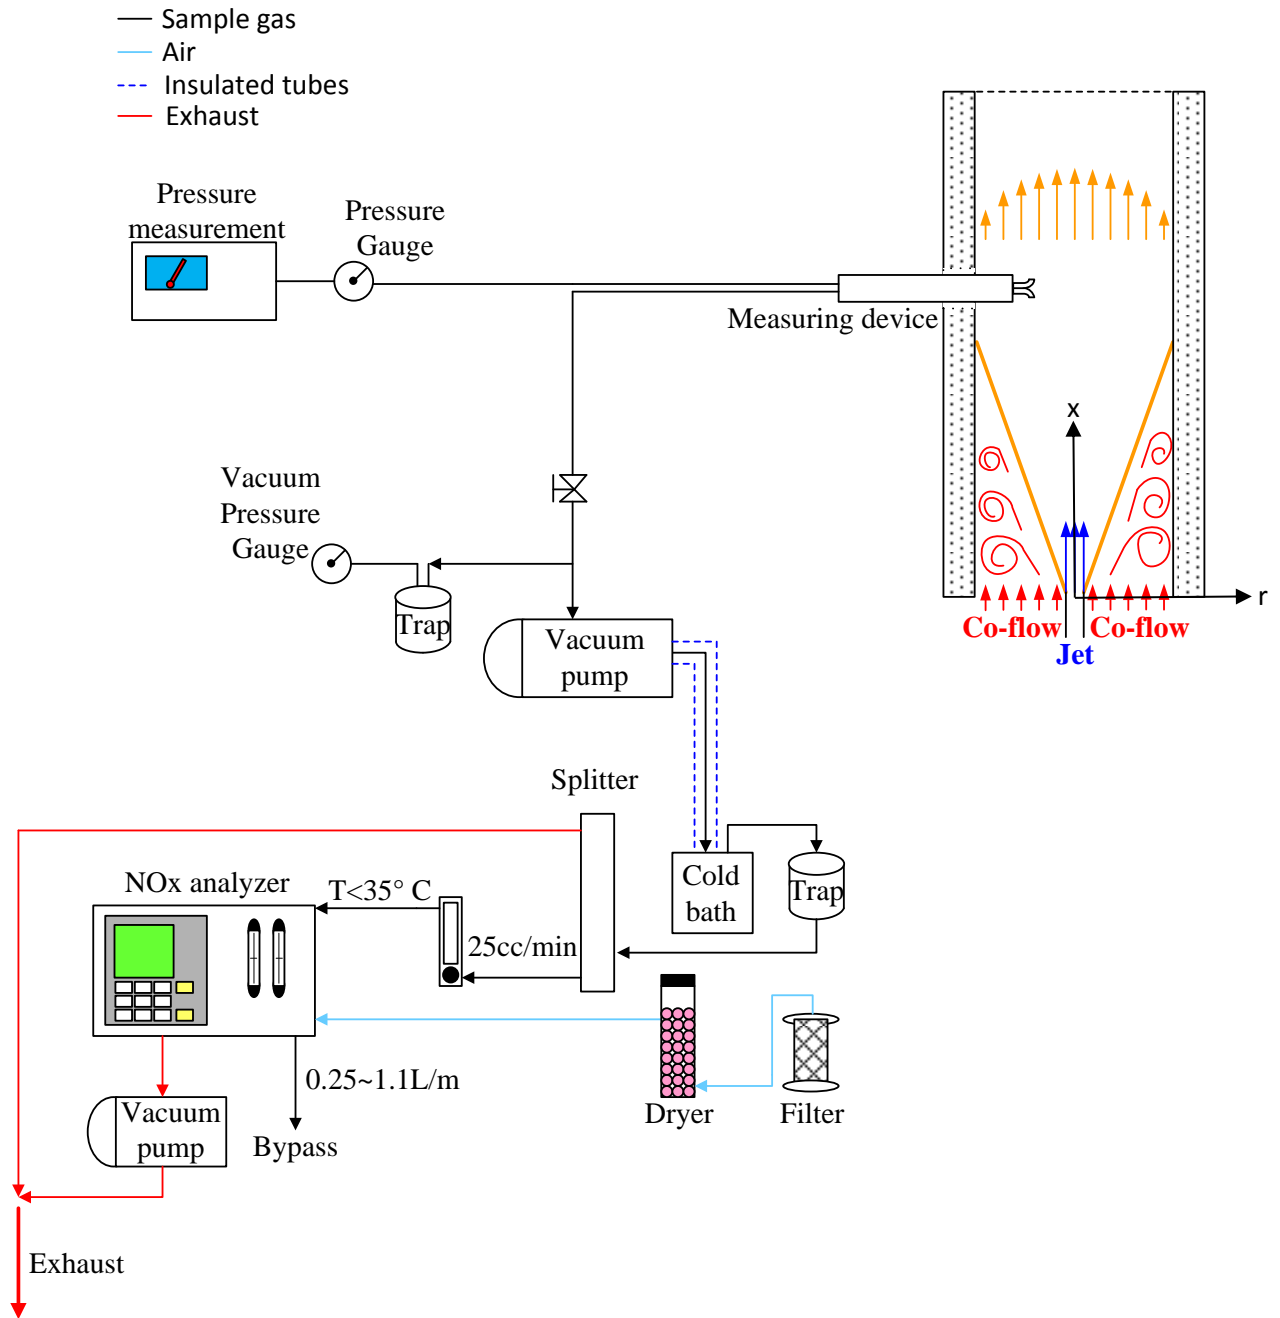 Sample gas
Air
Insulated tubes
Exhaust
Pressure
measurement
Pressure
Gauge
Measuring device
x
r
Co-flow
Co-flow
Jet
Vacuum
Pressure
Gauge
Trap
Vacuum
pump
Splitter
Cold
bath
Trap
NOx analyzer
T<35° C
25cc/min
0.25~1.1L/m
Dryer
Filter
Vacuum
pump
Bypass
Exhaust